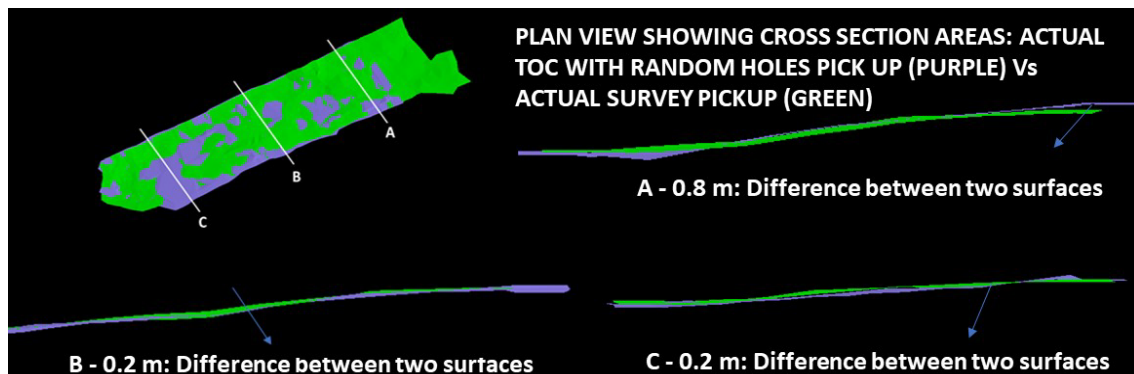 PLAN VIEW SHOWING CROSS SECTION AREAS: ACTUAL
TOC WITH RANDOM HOLES PICK UP (PURPLE) Vs
ACTUAL SURVEY PICKUP (GREEN)
A
B
C
A - 0.8 m: Difference between two surfaces
B - 0.2 m: Difference between two surfaces
C - 0.2 m: Difference between two surfaces